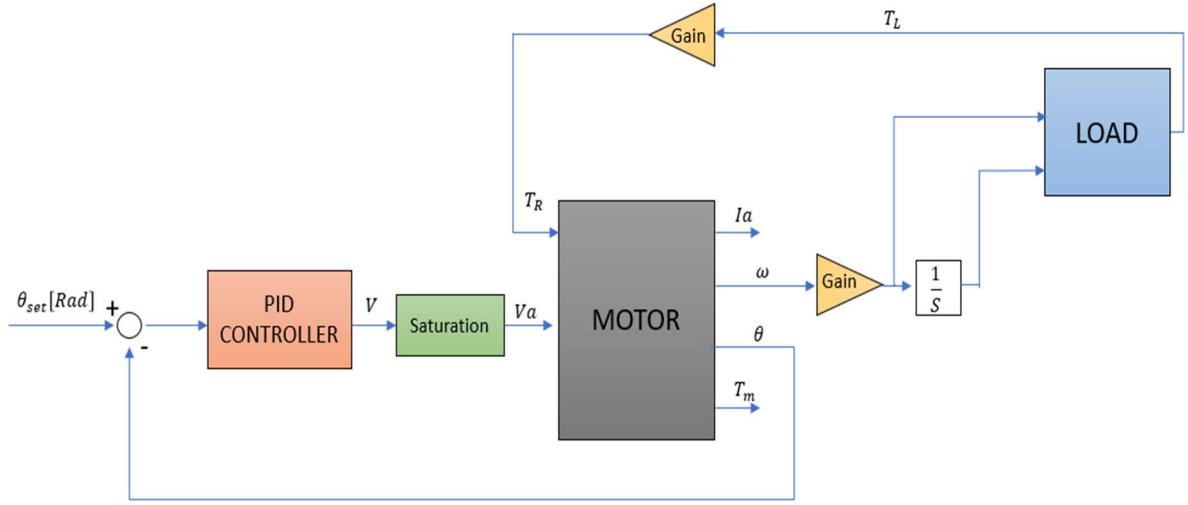 T_L
Gain
LOAD
T_R
Ia
ω
Gain
1
S
θ_set[Rad]
+
-
PID
CONTROLLER
V
Saturation
Va
MOTOR
θ
T_m